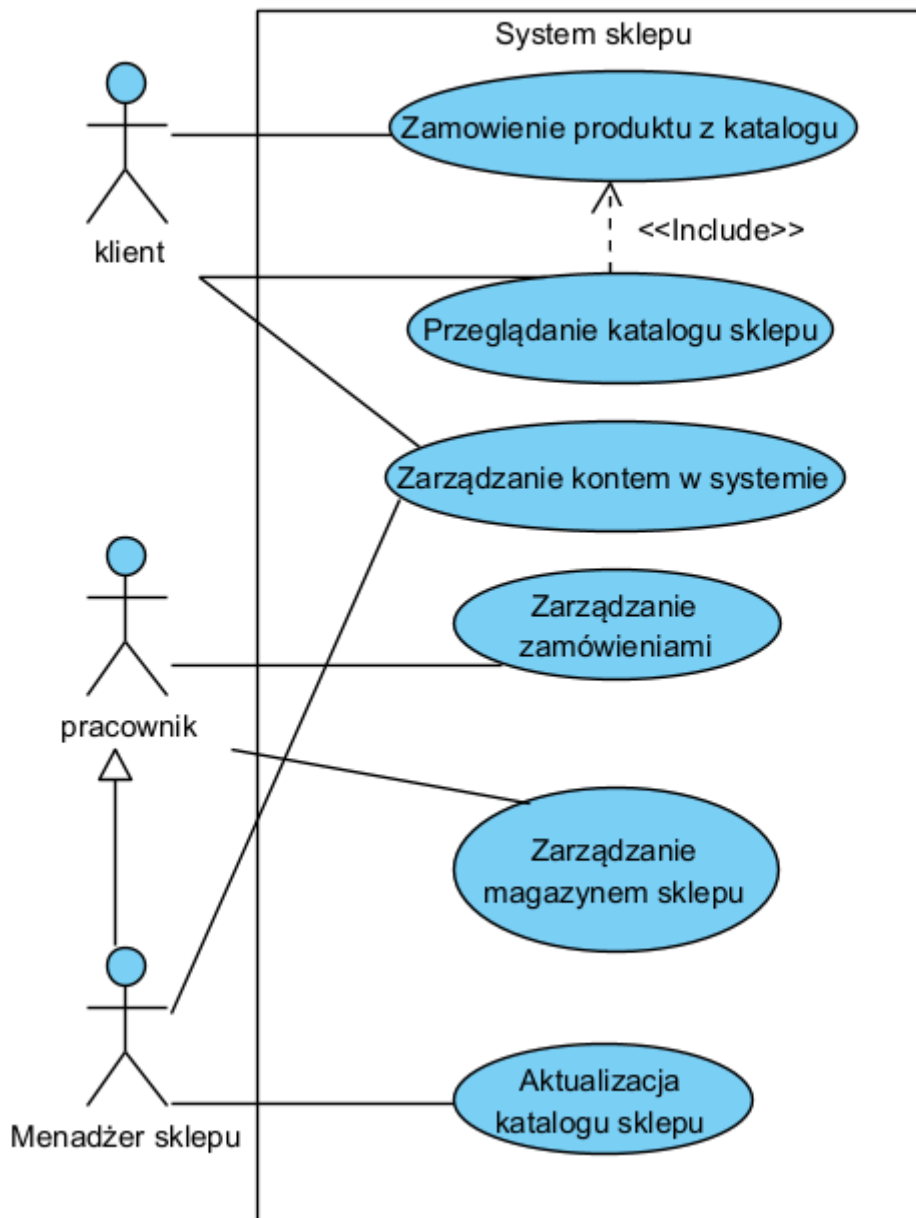 System sklepu
Zamowienie produktu z katalogu
<<Include>>
klient
Przeglądanie katalogu sklepu
Zarządzanie kontem w systemie
Zarządzanie
zamówieniami
pracownik
Zarządzanie
magazynem sklepu
Aktualizacja
katalogu sklepu
Menadżer sklepu